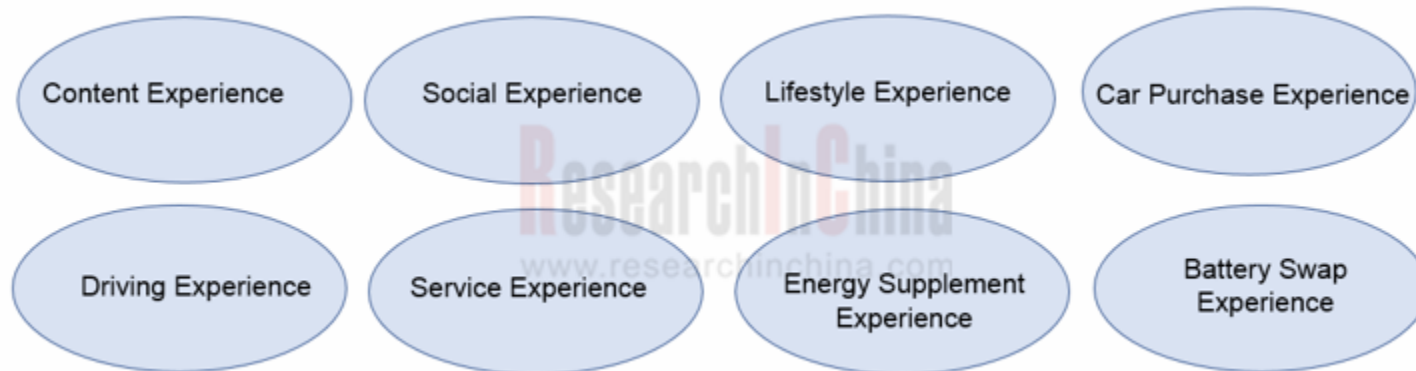 Content Experience
Social Experience
Lifestyle Experience
Car Purchase Experience
ResearchInChina
www.researchinchina.com
Driving Experience
Service Experience
Energy Supplement
Experience
Battery Swap
Experience